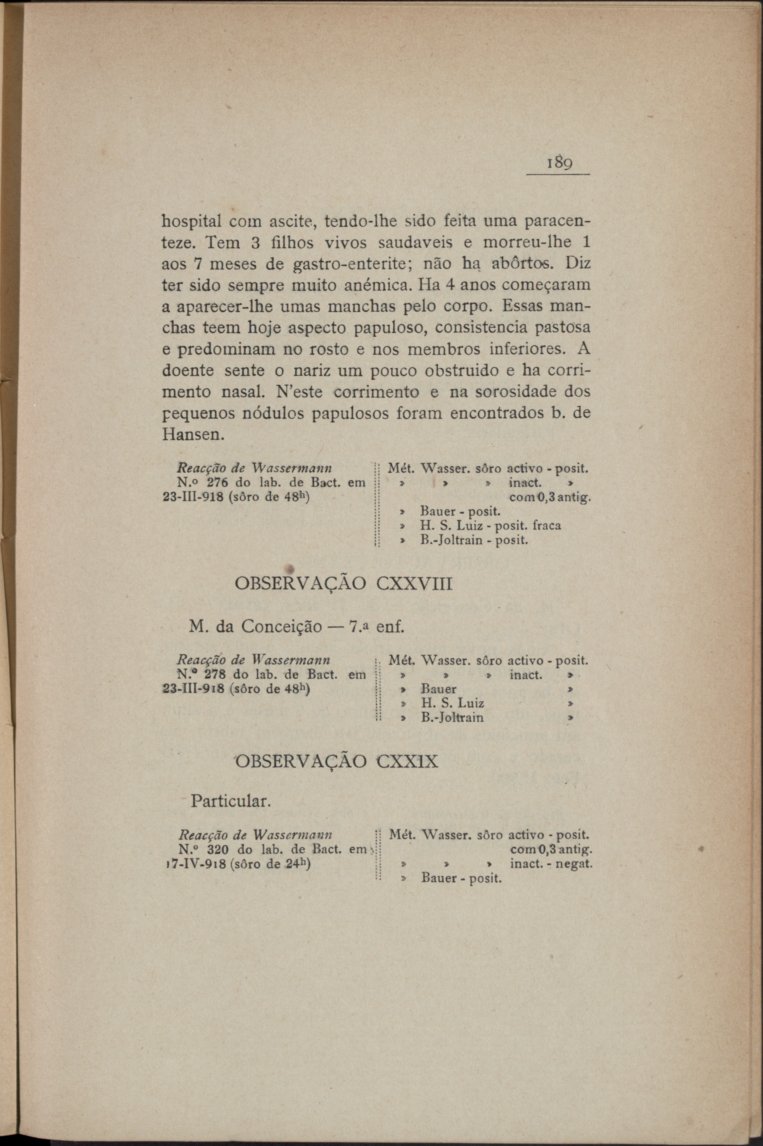 189
hospital com ascite, tendo-lhe sido feita uma paracen-
teze. Tem 3 filhos vivos saudaveis e morreu-lhe 1
aos 7 meses de gastro-enterite; não ha abôrtos. Diz
ter sido sempre muito anémica. Ha 4 anos começaram
a aparecer-lhe umas manchas pelo corpo. Essas man-
chas teem hoje aspecto papuloso, consistencia pastosa
e predominam no rosto e nos membros inferiores. A
doente sente o nariz um pouco obstruido e ha corri-
mento nasal. N'este corrimento e na sorosidade dos
pequenos nódulos papulosos foram encontrados b. de
Hansen.
Reacção de Wassermann
N.º 276 do lab. de Bact. em
23-III-918 (sôro de 48h)
Mét. Wasser. sôro activo - posit.
» » » inact. »
com 0,3 antig.
» Bauer - posit.
» H. S. Luiz - posit. fraca
» B.-Joltrain - posit.
OBSERVAÇÃO CXXVIII
M. da Conceição — 7.ª enf.
Reacção de Wassermann
N.º 278 do lab. de Bact. em
23-III-918 (sôro de 48h)
Mét. Wasser. sôro activo - posit.
» » » inact. »
» Bauer »
» H. S. Luiz »
» B.-Joltrain »
OBSERVAÇÃO CXXIX
Particular.
Reacção de Wassermann
N.º 320 do lab. de Bact. em
17-IV-918 (sôro de 24h)
Mét. Wasser. sôro activo - posit.
com 0,3 antig.
» » » inact. - negat.
» Bauer - posit.